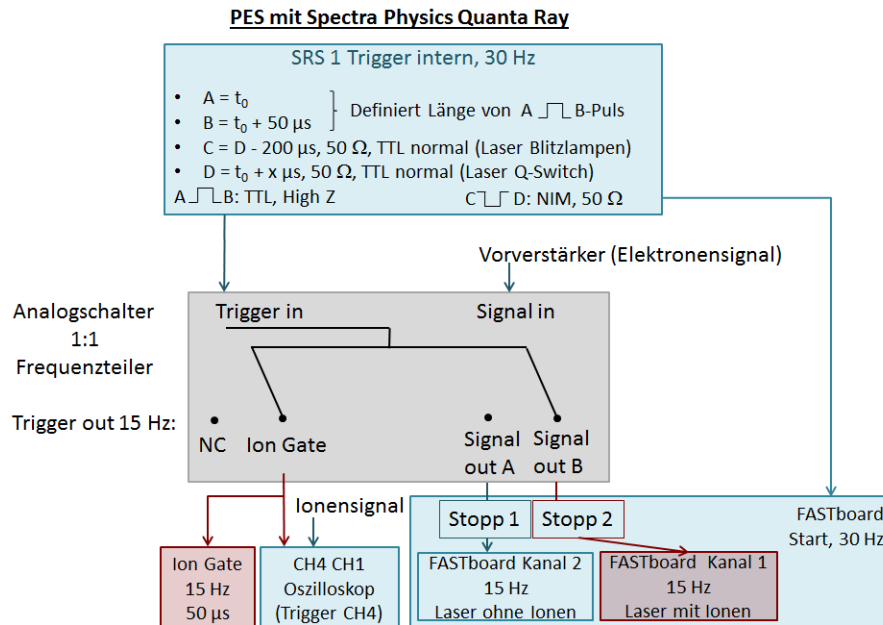 PES mit Spectra Physics Quanta Ray
SRS 1 Trigger intern, 30 Hz
• A = t₀
• B = t₀ + 50 µs
Definiert Länge von A B-Puls
• C = D - 200 µs, 50 Ω, TTL normal (Laser Blitzlampen)
• D = t₀ + x µs, 50 Ω, TTL normal (Laser Q-Switch)
A B: TTL, High Z
C D: NIM, 50 Ω
Vorverstärker (Elektronensignal)
Analogschalter
1:1
Frequenzteiler
Trigger in
Signal in
Trigger out 15 Hz:
NC
Ion Gate
Signal
out A
Signal
out B
Ionensignal
Stopp 1
Stopp 2
FASTboard
Start, 30 Hz
Ion Gate
15 Hz
50 µs
CH4 CH1
Oszilloskop
(Trigger CH4)
FASTboard Kanal 2
15 Hz
Laser ohne Ionen
FASTboard Kanal 1
15 Hz
Laser mit Ionen